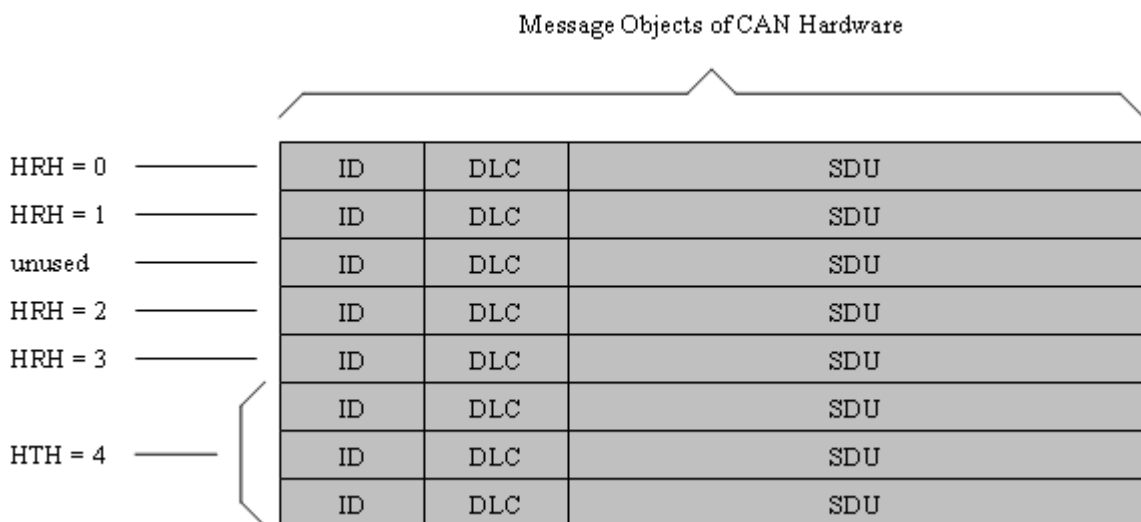 Message Objects of CAN Hardware
HRH = 0 ID DLC SDU
HRH = 1 ID DLC SDU
unused ID DLC SDU
HRH = 2 ID DLC SDU
HRH = 3 ID DLC SDU
ID DLC SDU
HTH = 4 ID DLC SDU
ID DLC SDU